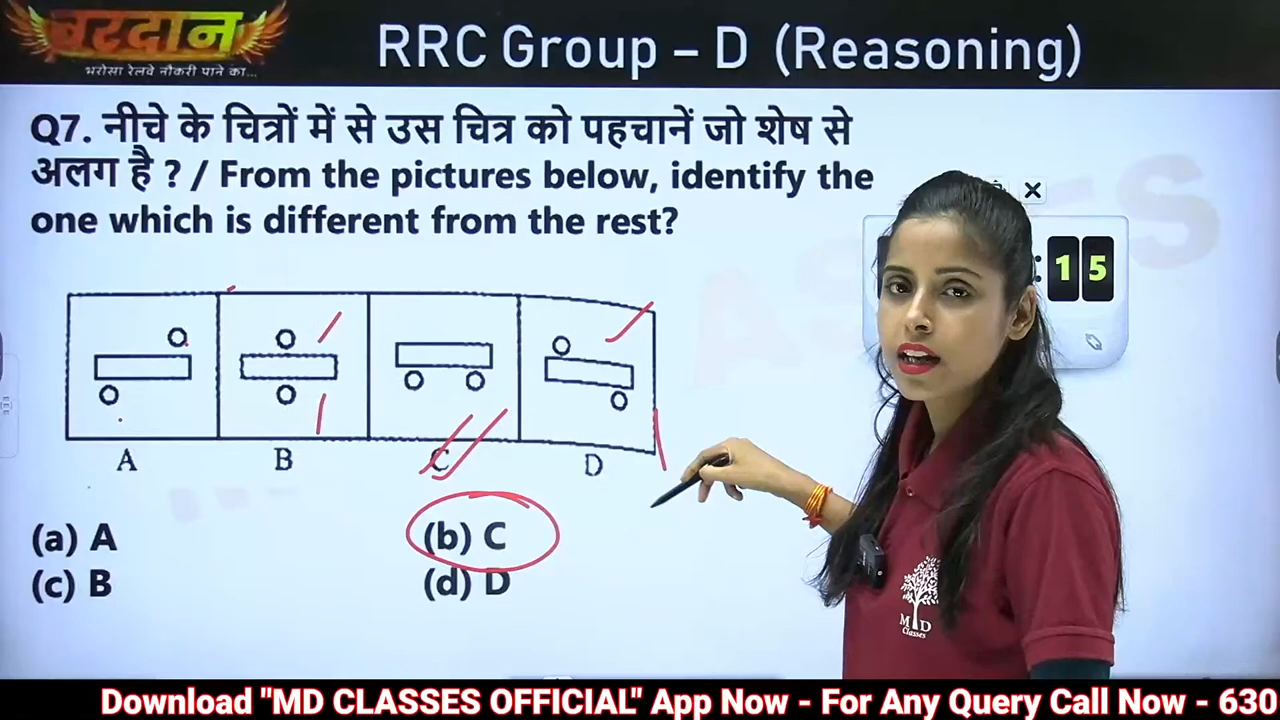 वरदान
भरोसा रेलवे नौकरी पाने का...
RRC Group – D (Reasoning)
Q7. नीचे के चित्रों में से उस चित्र को पहचानें जो शेष से
अलग है ? / From the pictures below, identify the
one which is different from the rest?
:15
A B C D
(a) A (b) C
(c) B (d) D
MD
Classes
Download "MD CLASSES OFFICIAL" App Now - For Any Query Call Now - 630